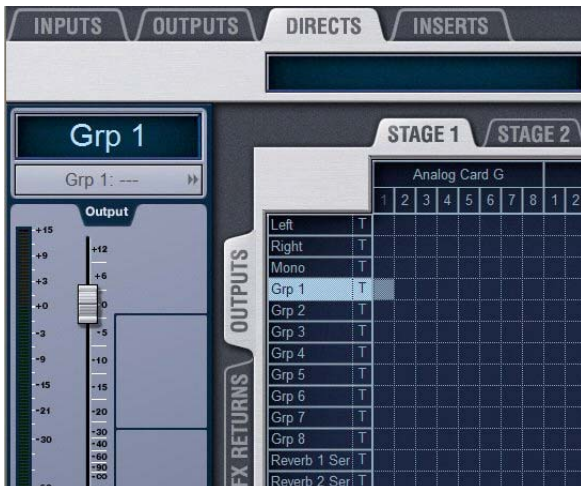 INPUTS OUTPUTS DIRECTS INSERTS
Grp 1
Grp 1: ---
Output
+15
+9
+3
+0
-3
-9
-15
-21
-30
+12
+6
0
-5
-10
-15
-20
-30
-40
-60
-90
-oo
STAGE 1 STAGE 2
Analog Card G
1 2 3 4 5 6 7 8 1 2
OUTPUTS
FX RETURNS
Left T
Right T
Mono T
Grp 1 T
Grp 2 T
Grp 3 T
Grp 4 T
Grp 5 T
Grp 6 T
Grp 7 T
Grp 8 T
Reverb 1 Ser T
Reverb 2 Ser T